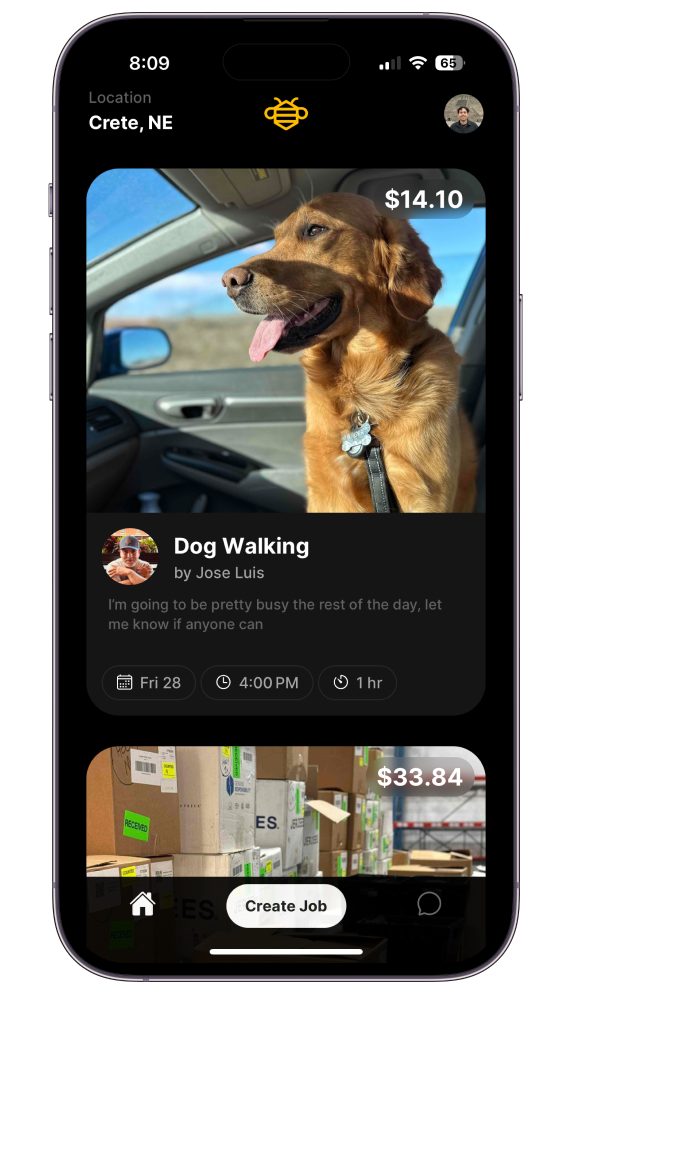 8:09
65
Location
Crete, NE
$14.10
Dog Walking
by Jose Luis
I'm going to be pretty busy the rest of the day, let
me know if anyone can
Fri 28
4:00 PM
1 hr
$33.84
RECEIVED
ES.
Create Job
ES.